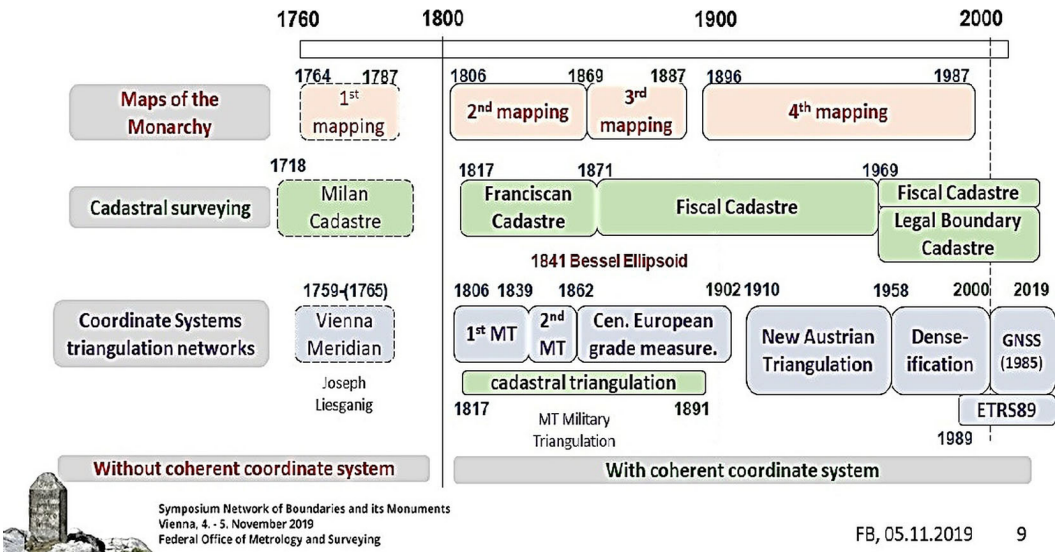 1760 1800 1900 2000
1764 1787 1806 1869 1887 1896 1987
Maps of the
Monarchy
1st
mapping
2nd mapping
3rd
mapping
4th mapping
1718 1817 1871 1969
Cadastral surveying
Milan
Cadastre
Franciscan
Cadastre
Fiscal Cadastre
Fiscal Cadastre
Legal Boundary
Cadastre
1841 Bessel Ellipsoid
1759-(1765) 1806 1839 1862 1902 1910 1958 2000 2019
Coordinate Systems
triangulation networks
Vienna
Meridian
1st MT
2nd
MT
Cen. European
grade measure.
New Austrian
Triangulation
Dense-
ification
GNSS
(1985)
Joseph
Liesganig
cadastral triangulation
1817 1891
MT Military
Triangulation
ETRS89
1989
Without coherent coordinate system
With coherent coordinate system
Symposium Network of Boundaries and its Monuments
Vienna, 4. - 5. November 2019
Federal Office of Metrology and Surveying
FB, 05.11.2019 9